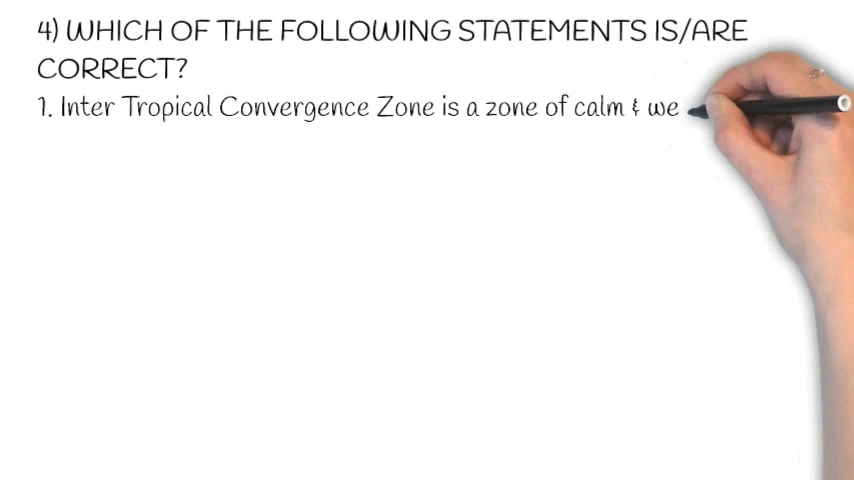 4) WHICH OF THE FOLLOWING STATEMENTS IS/ARE
CORRECT?
1. Inter Tropical Convergence Zone is a zone of calm & we